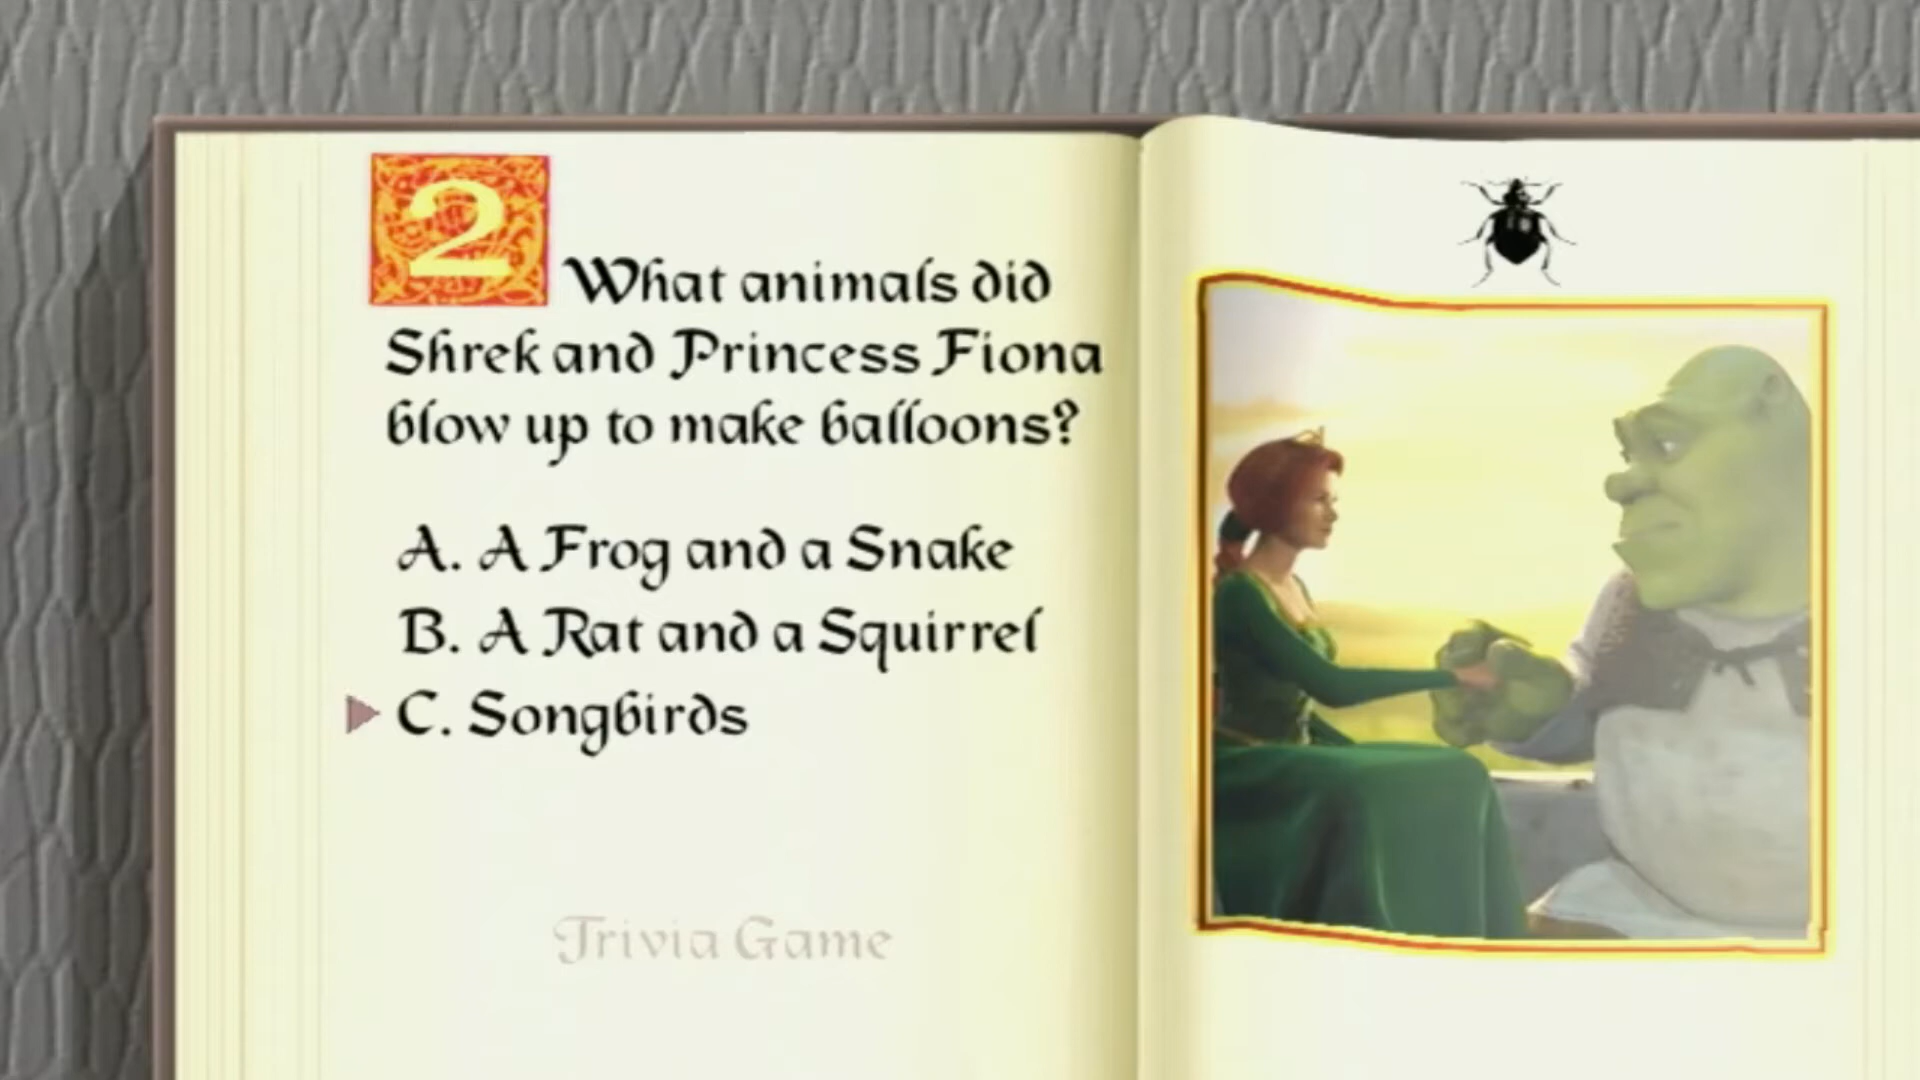 2 What animals did
Shrek and Princess Fiona
blow up to make balloons?
A. A Frog and a Snake
B. A Rat and a Squirrel
C. Songbirds
Trivia Game